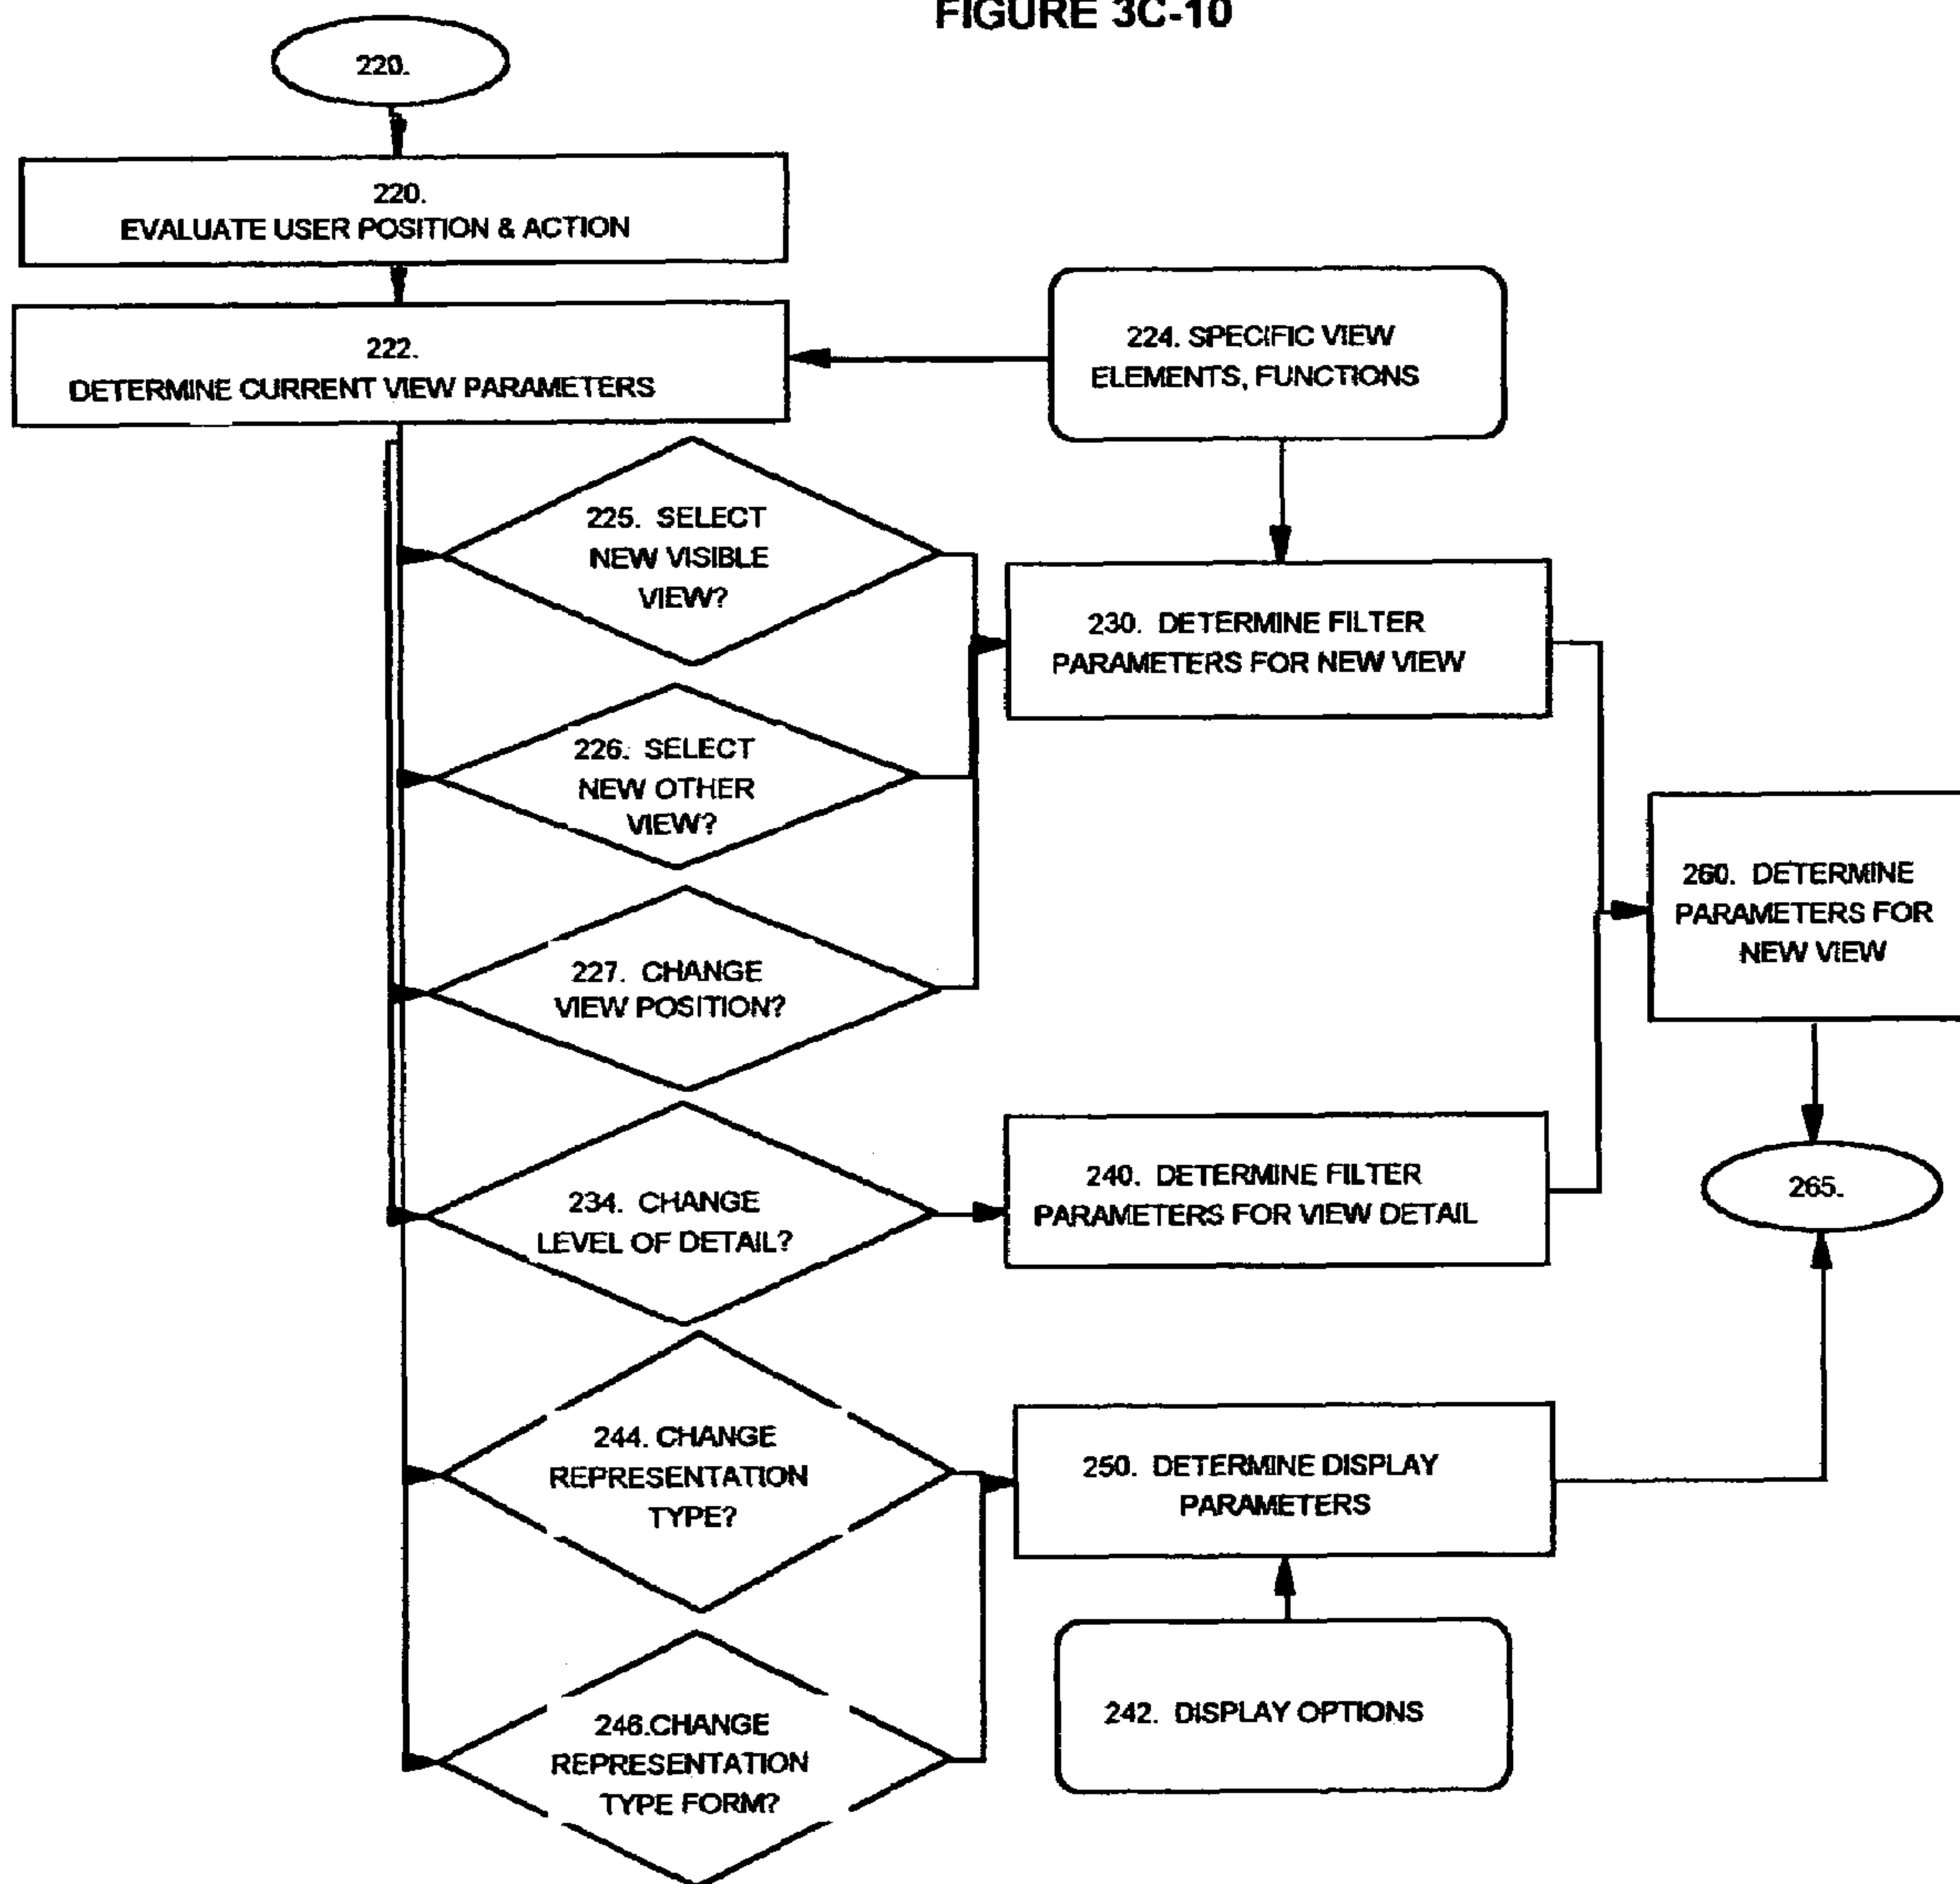 FIGURE 3C-10
220.
220.
EVALUATE USER POSITION & ACTION
222.
DETERMINE CURRENT VIEW PARAMETERS
224. SPECIFIC VIEW
ELEMENTS, FUNCTIONS
225. SELECT
NEW VISIBLE
VIEW?
230. DETERMINE FILTER
PARAMETERS FOR NEW VIEW
226. SELECT
NEW OTHER
VIEW?
260. DETERMINE
PARAMETERS FOR
NEW VIEW
227. CHANGE
VIEW POSITION?
234. CHANGE
LEVEL OF DETAIL?
240. DETERMINE FILTER
PARAMETERS FOR VIEW DETAIL
265.
244. CHANGE
REPRESENTATION
TYPE?
250. DETERMINE DISPLAY
PARAMETERS
246.CHANGE
REPRESENTATION
TYPE FORM?
242. DISPLAY OPTIONS